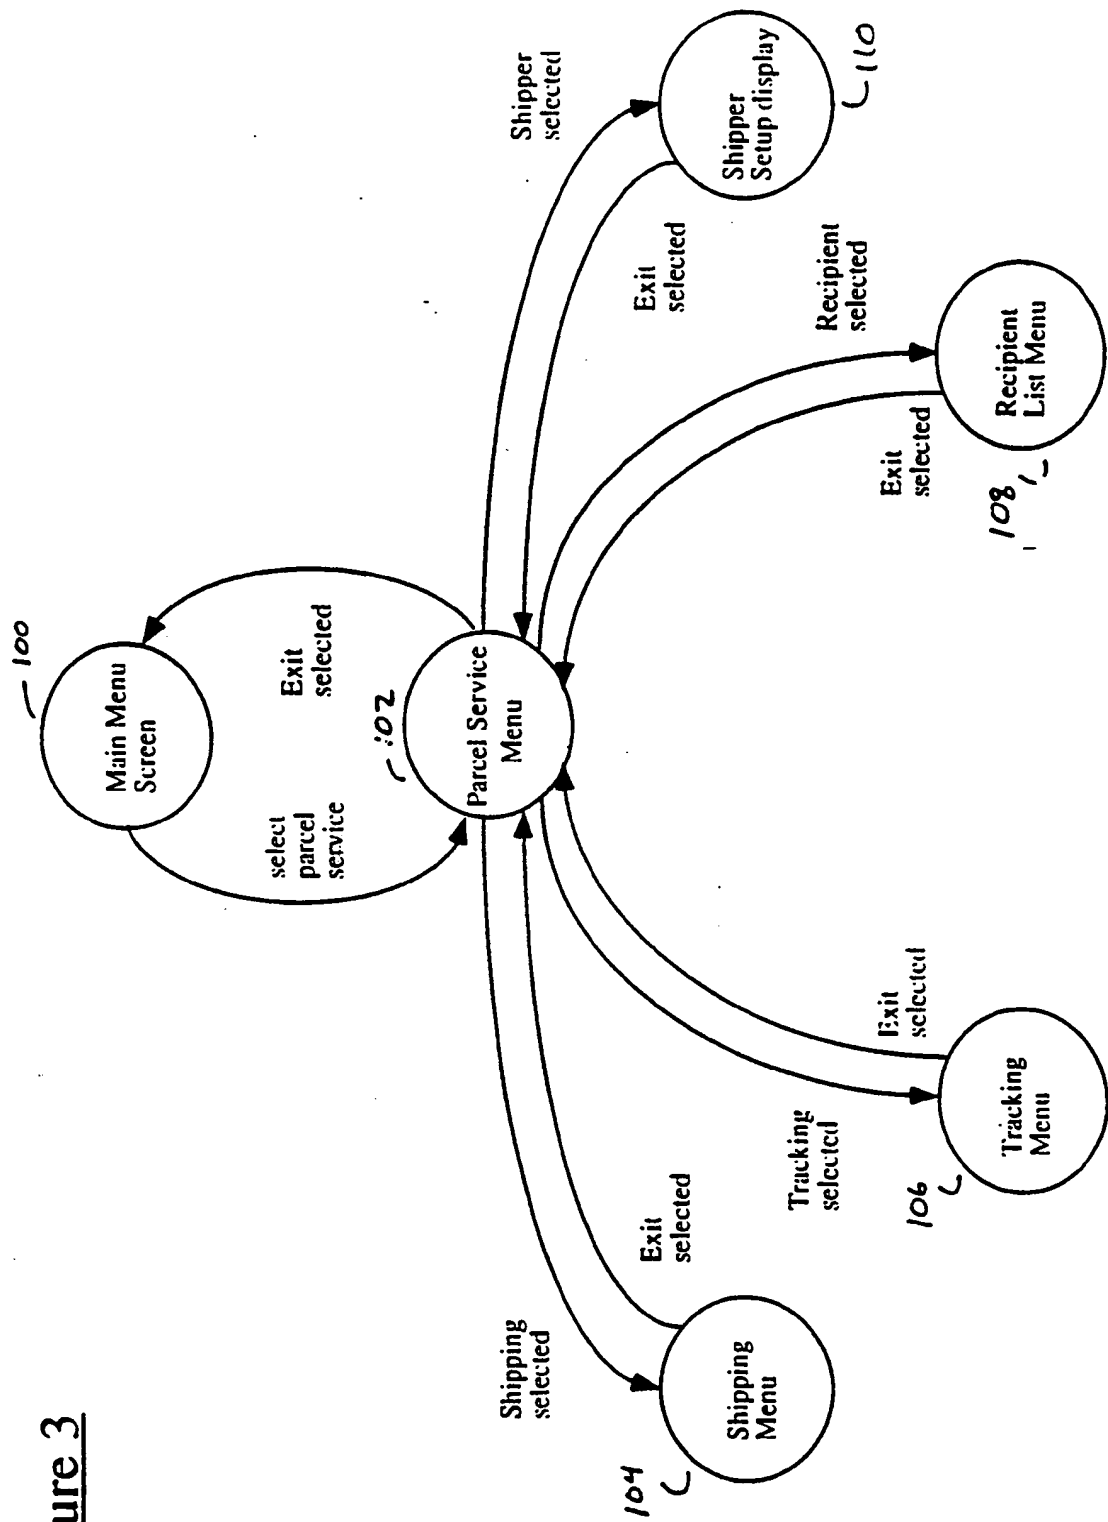 ure 3
100
Main Menu
Screen
select
parcel
service
Exit
selected
102
Parcel Service
Menu
Shipping
selected
Exit
selected
104
Shipping
Menu
Tracking
selected
Exit
selected
106
Tracking
Menu
Exit
selected
Recipient
selected
108
Recipient
List Menu
Shipper
selected
Exit
selected
Shipper
Setup display
110